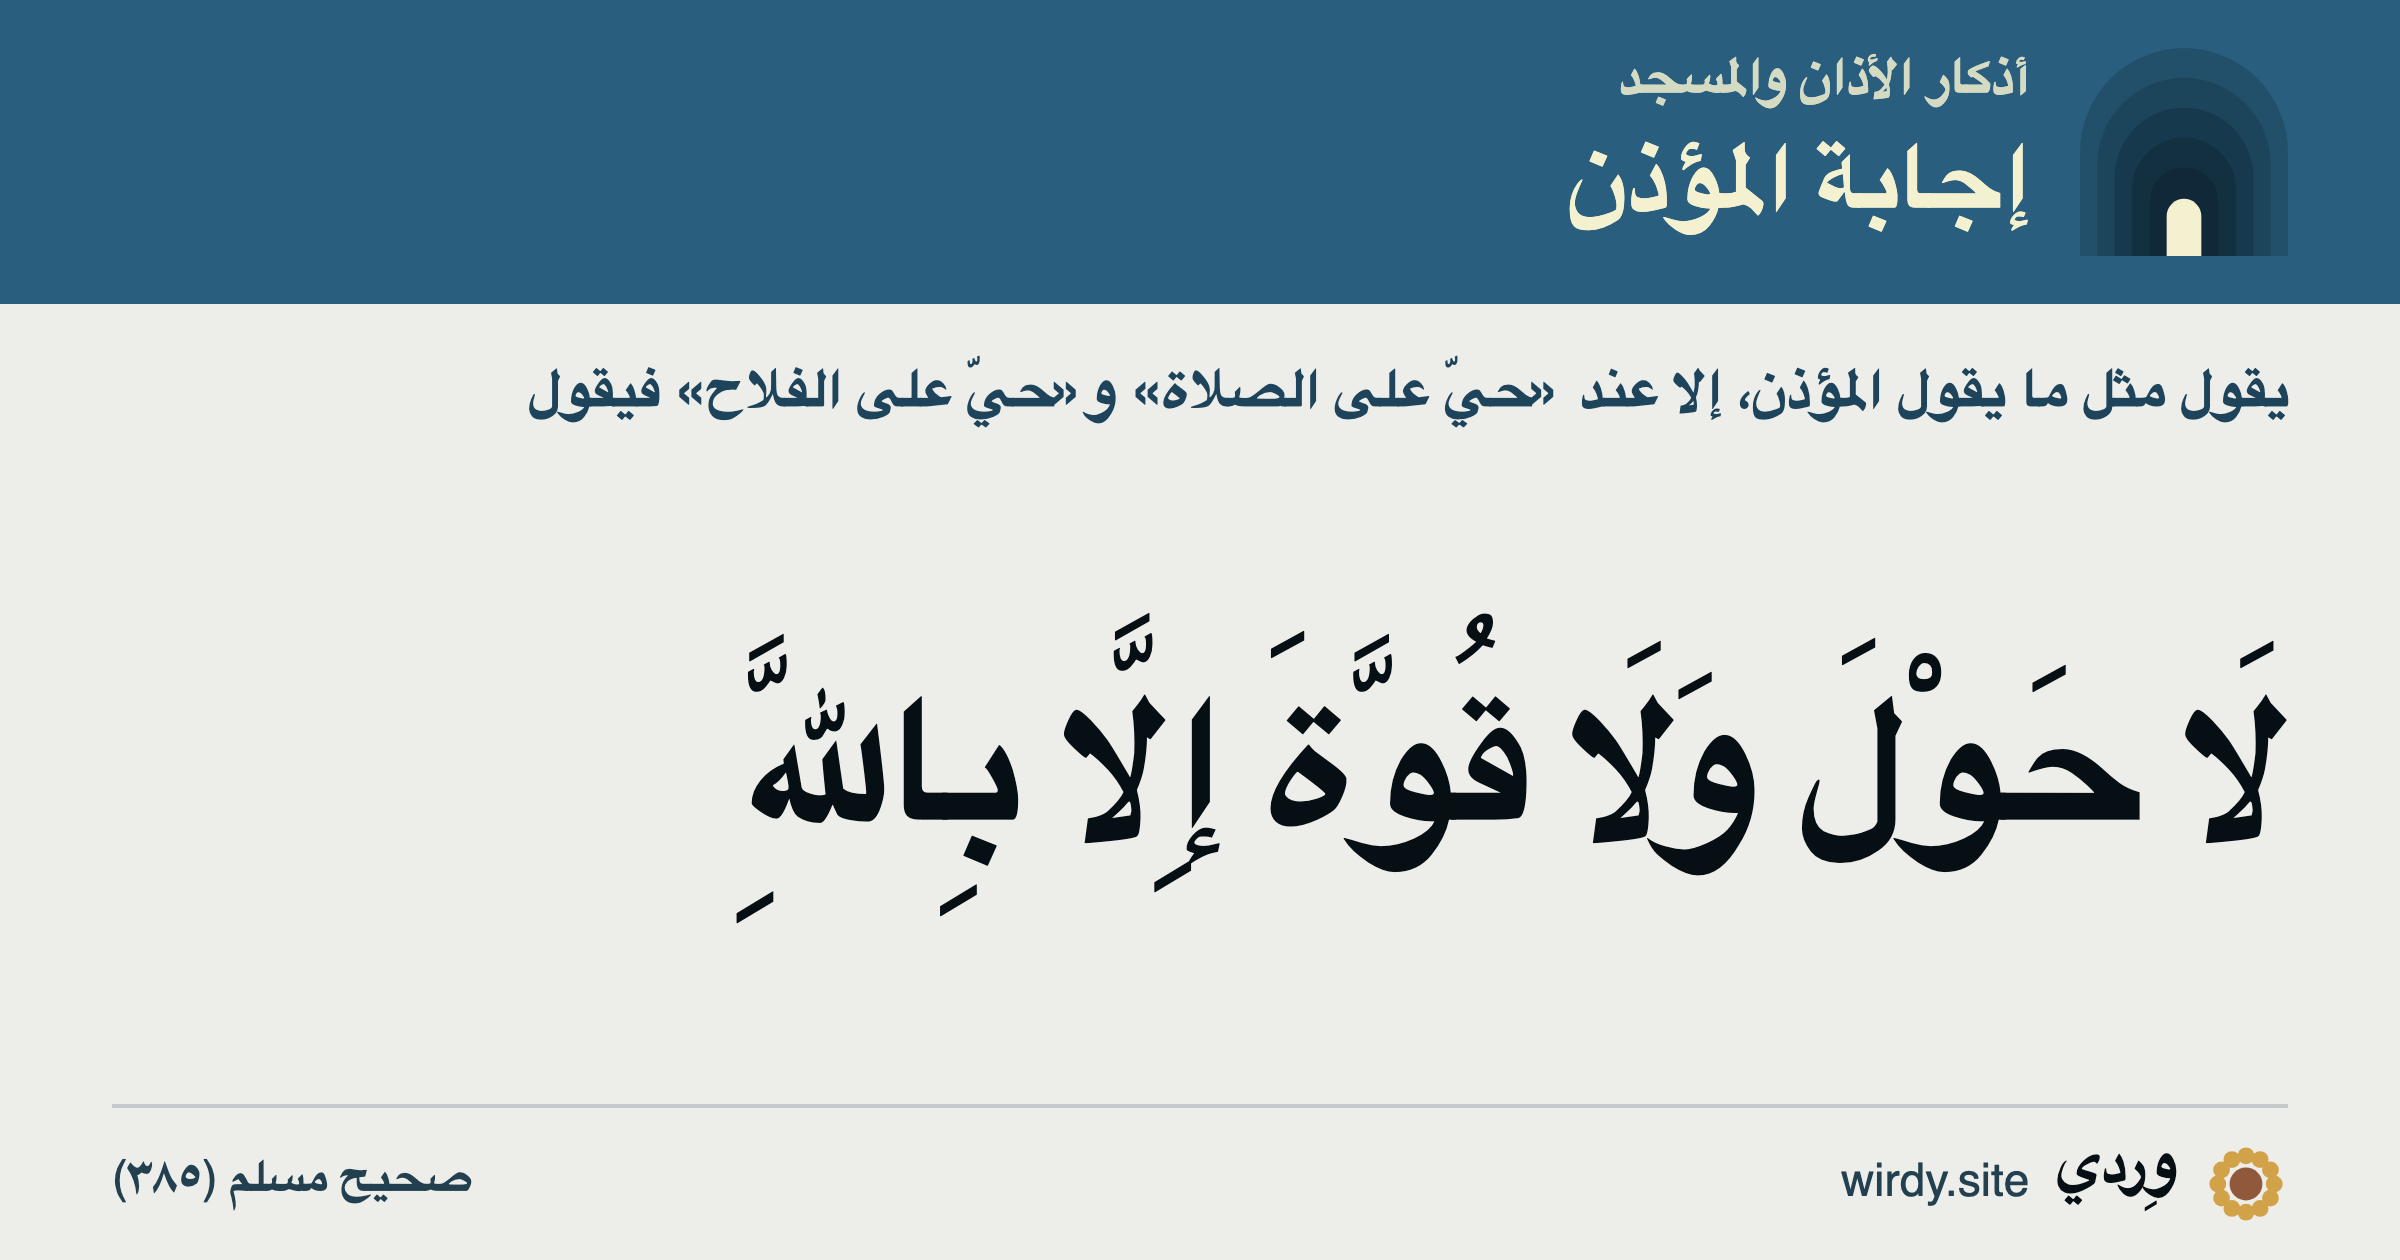 أذكار الأذان والمسجد
إجابة المؤذن
يقول مثل ما يقول المؤذن، إلا عند «حيّ على الصلاة» و«حيّ على الفلاح» فيقول
لَا حَوْلَ وَلَا قُوَّةَ إِلَّا بِاللَّهِ
وِردي wirdy.site
صحيح مسلم (٣٨٥)